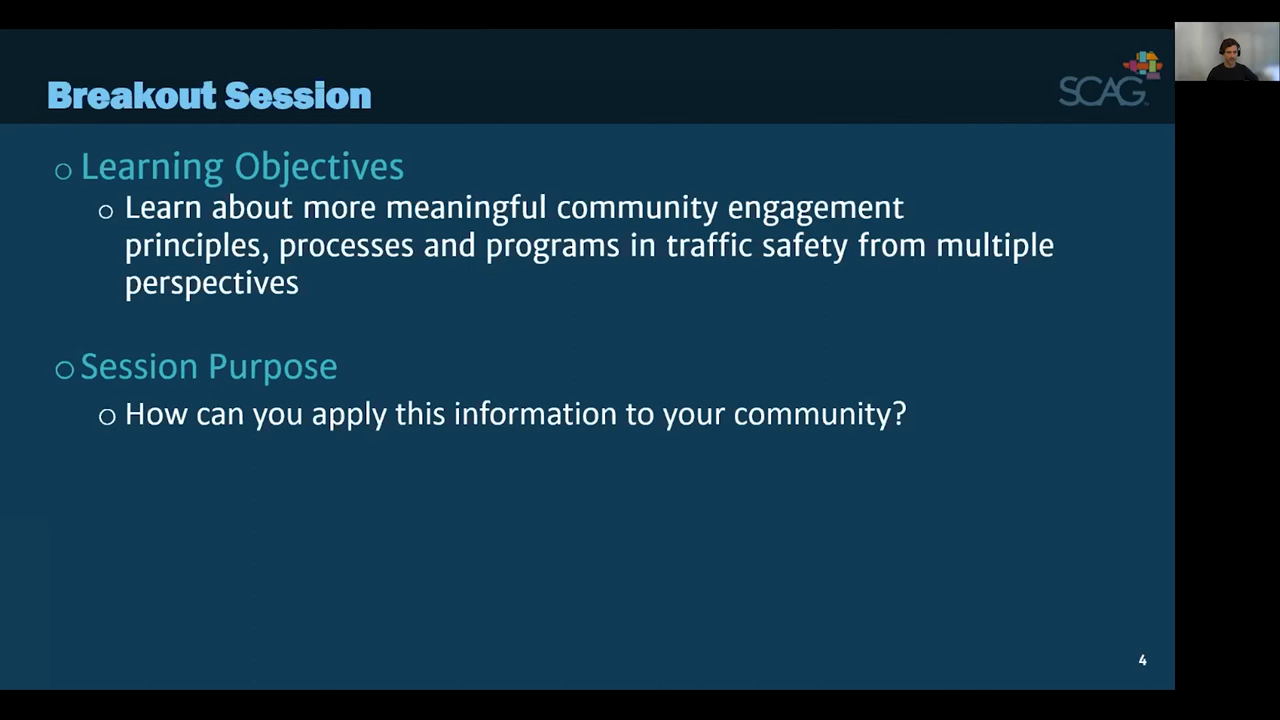 Breakout Session
SCAG
Learning Objectives
Learn about more meaningful community engagement
principles, processes and programs in traffic safety from multiple
perspectives
Session Purpose
How can you apply this information to your community?
4